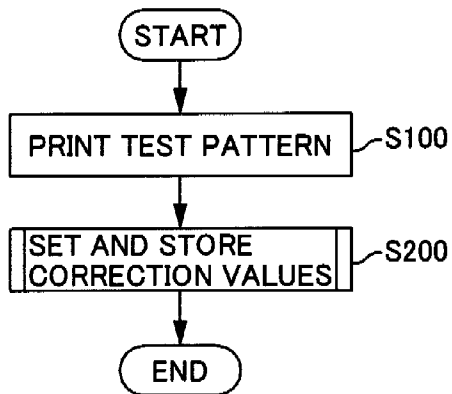 START
PRINT TEST PATTERN
S100
SET AND STORE
CORRECTION VALUES
S200
END